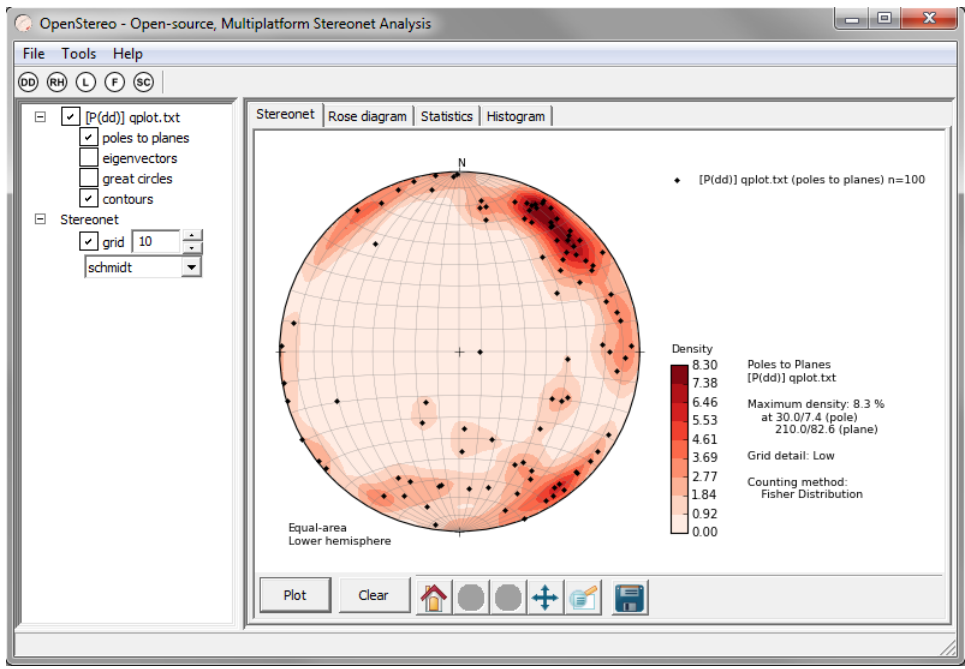 OpenStereo - Open-source, Multiplatform Stereonet Analysis
File Tools Help
DD RH L F SC
[P(dd)] qplot.txt
poles to planes
eigenvectors
great circles
contours
Stereonet
grid 10
schmidt
Stereonet Rose diagram Statistics Histogram
N
[P(dd)] qplot.txt (poles to planes) n=100
Equal-area
Lower hemisphere
Density
8.30
7.38
6.46
5.53
4.61
3.69
2.77
1.84
0.92
0.00
Poles to Planes
[P(dd)] qplot.txt
Maximum density: 8.3 %
at 30.0/7.4 (pole)
210.0/82.6 (plane)
Grid detail: Low
Counting method:
Fisher Distribution
Plot Clear